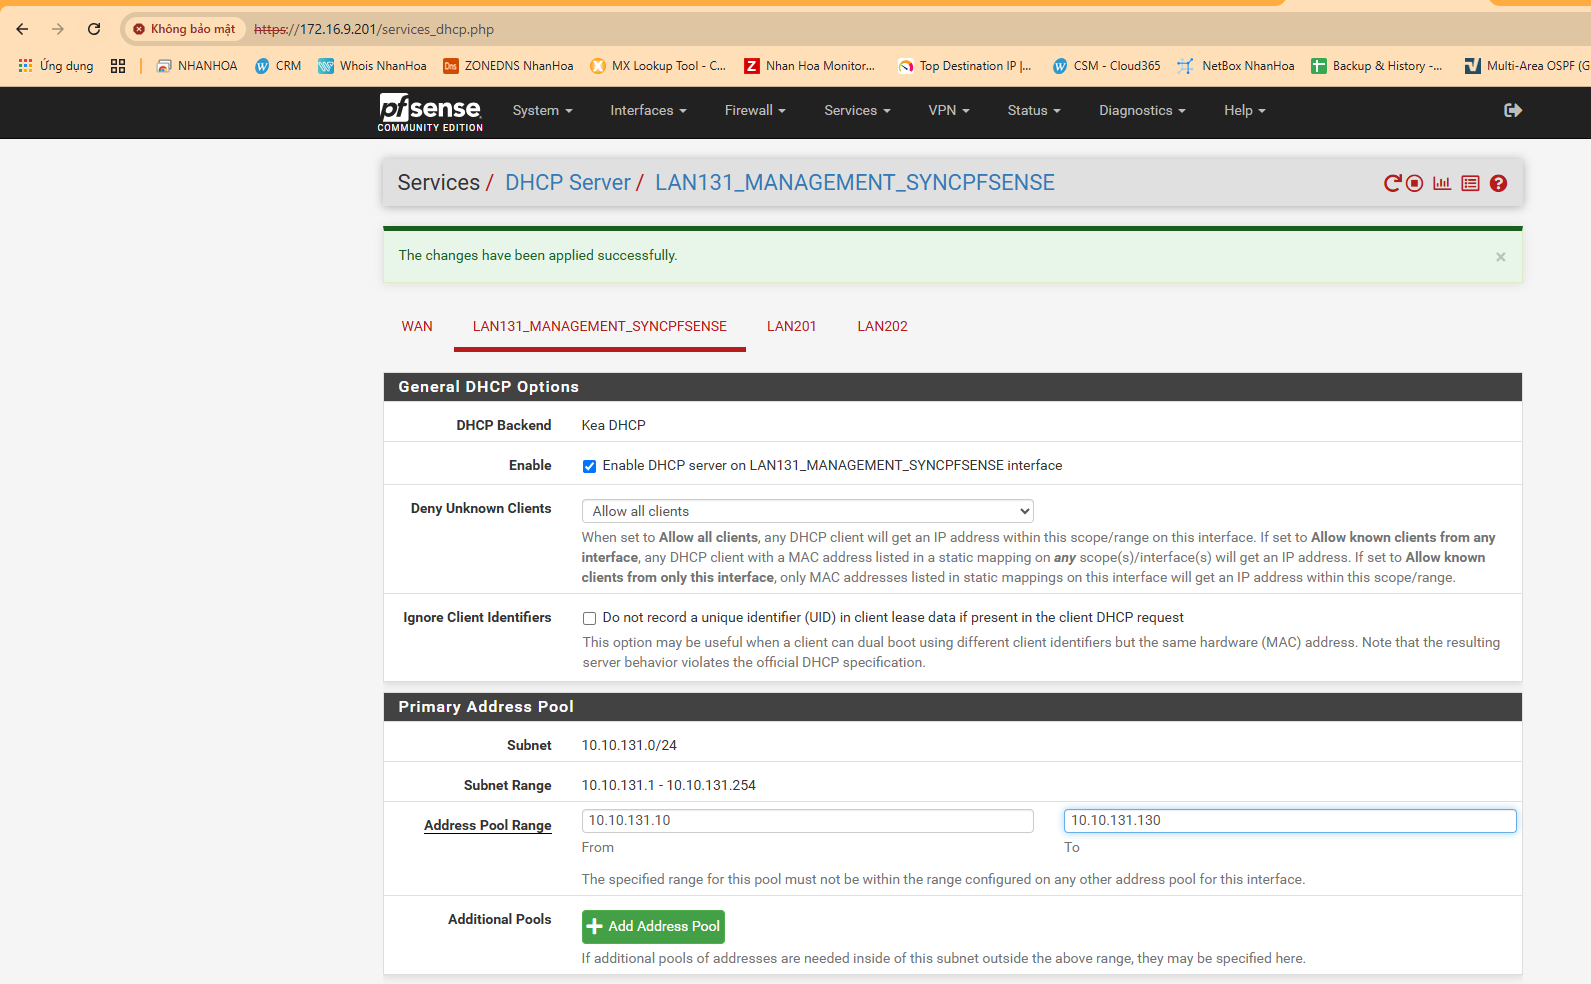 Không bảo mật https://172.16.9.201/services_dhcp.php
Ứng dụng NHANHOA CRM Whois NhanHoa Dns ZONEDNS NhanHoa MX Lookup Tool - C... Z Nhan Hoa Monitor... Top Destination IP |... CSM - Cloud365 NetBox NhanHoa Backup & History -... Multi-Area OSPF (G
pfsense System Interfaces Firewall Services VPN Status Diagnostics Help
COMMUNITY EDITION
Services / DHCP Server / LAN131_MANAGEMENT_SYNCPFSENSE
The changes have been applied successfully. ×
WAN LAN131_MANAGEMENT_SYNCPFSENSE LAN201 LAN202
General DHCP Options
DHCP Backend Kea DHCP
Enable Enable DHCP server on LAN131_MANAGEMENT_SYNCPFSENSE interface
Deny Unknown Clients Allow all clients
When set to Allow all clients, any DHCP client will get an IP address within this scope/range on this interface. If set to Allow known clients from any
interface, any DHCP client with a MAC address listed in a static mapping on any scope(s)/interface(s) will get an IP address. If set to Allow known
clients from only this interface, only MAC addresses listed in static mappings on this interface will get an IP address within this scope/range.
Ignore Client Identifiers Do not record a unique identifier (UID) in client lease data if present in the client DHCP request
This option may be useful when a client can dual boot using different client identifiers but the same hardware (MAC) address. Note that the resulting
server behavior violates the official DHCP specification.
Primary Address Pool
Subnet 10.10.131.0/24
Subnet Range 10.10.131.1 - 10.10.131.254
Address Pool Range 10.10.131.10 10.10.131.130
From To
The specified range for this pool must not be within the range configured on any other address pool for this interface.
Additional Pools Add Address Pool
If additional pools of addresses are needed inside of this subnet outside the above range, they may be specified here.